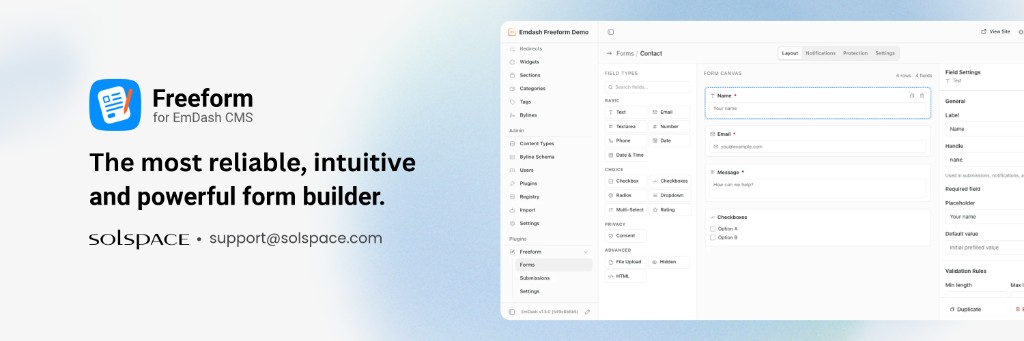 Freeform
for EmDash CMS
The most reliable, intuitive
and powerful form builder.
SOLSPACE • support@solspace.com
Emdash Freeform Demo
Redirects
Widgets
Sections
Categories
Tags
Bylines
Admin
Content Types
Byline Schema
Users
Plugins
Registry
Import
Settings
Plugins
Freeform
Forms
Submissions
Settings
View Site
Forms / Contact
Layout Notifications Protection Settings
FIELD TYPES
Search fields...
BASIC
Text Email
Textarea Number
Phone Date
Date & Time
CHOICE
Checkbox Checkboxes
Radios Dropdown
Multi-Select Rating
PRIVACY
Consent
ADVANCED
File Upload Hidden
HTML
FORM CANVAS
4 rows · 4 fields
Name *
Your name
Email *
you@example.com
Message *
How can we help?
Checkboxes
Option A
Option B
Field Settings
Text
General
Label
Name
Handle
name
Used in submissions, notifications, a
Required field
Placeholder
Your name
Default value
Initial prefilled value
Validation Rules
Min length Max l
Duplicate